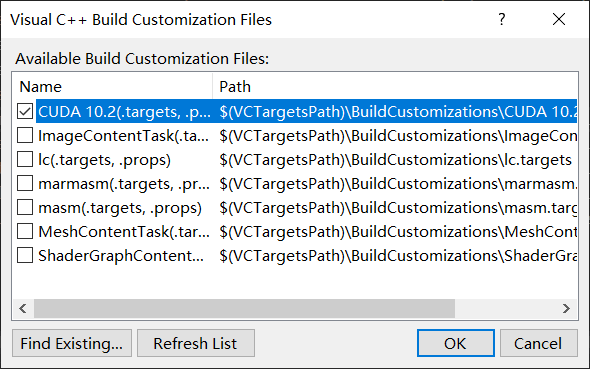 Visual C++ Build Customization Files
Available Build Customization Files:
Name Path
CUDA 10.2(.targets, .p... $(VCTargetsPath)\BuildCustomizations\CUDA 10.2
ImageContentTask(.ta... $(VCTargetsPath)\BuildCustomizations\ImageCon
lc(.targets, .props) $(VCTargetsPath)\BuildCustomizations\lc.targets
marmasm(.targets, .pr... $(VCTargetsPath)\BuildCustomizations\marmasm.
masm(.targets, .props) $(VCTargetsPath)\BuildCustomizations\masm.targ
MeshContentTask(.tar... $(VCTargetsPath)\BuildCustomizations\MeshCont
ShaderGraphContent... $(VCTargetsPath)\BuildCustomizations\ShaderGra
Find Existing... Refresh List OK Cancel